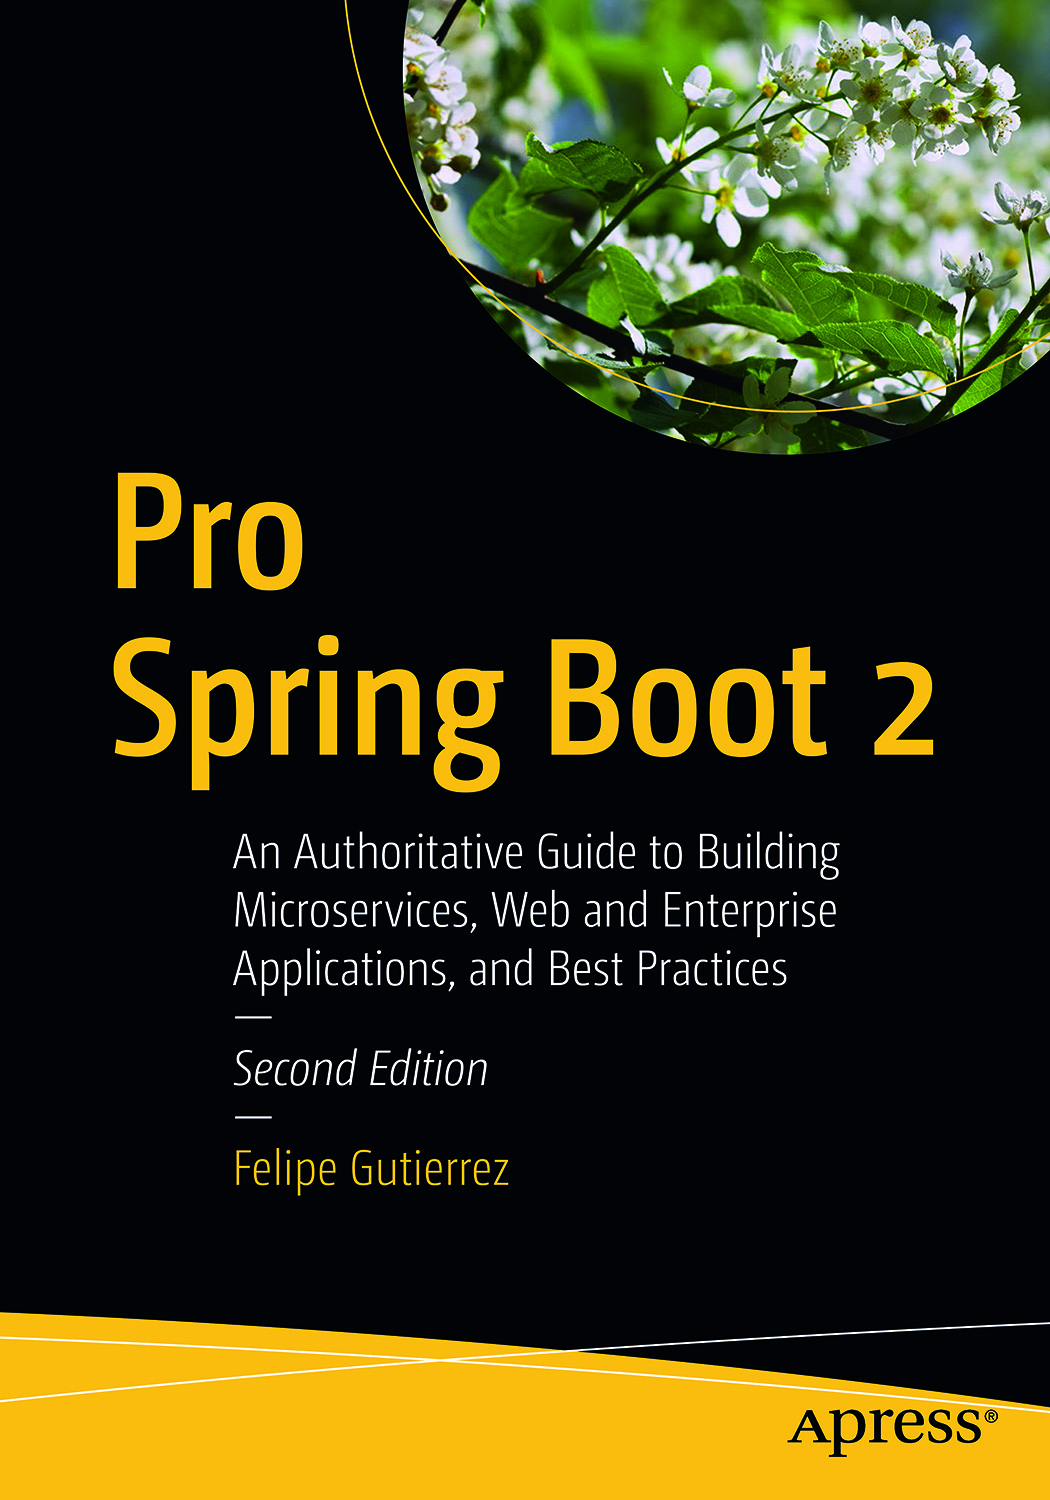 Pro
Spring Boot 2
An Authoritative Guide to Building
Microservices, Web and Enterprise
Applications, and Best Practices
—
Second Edition
—
Felipe Gutierrez
Apress®